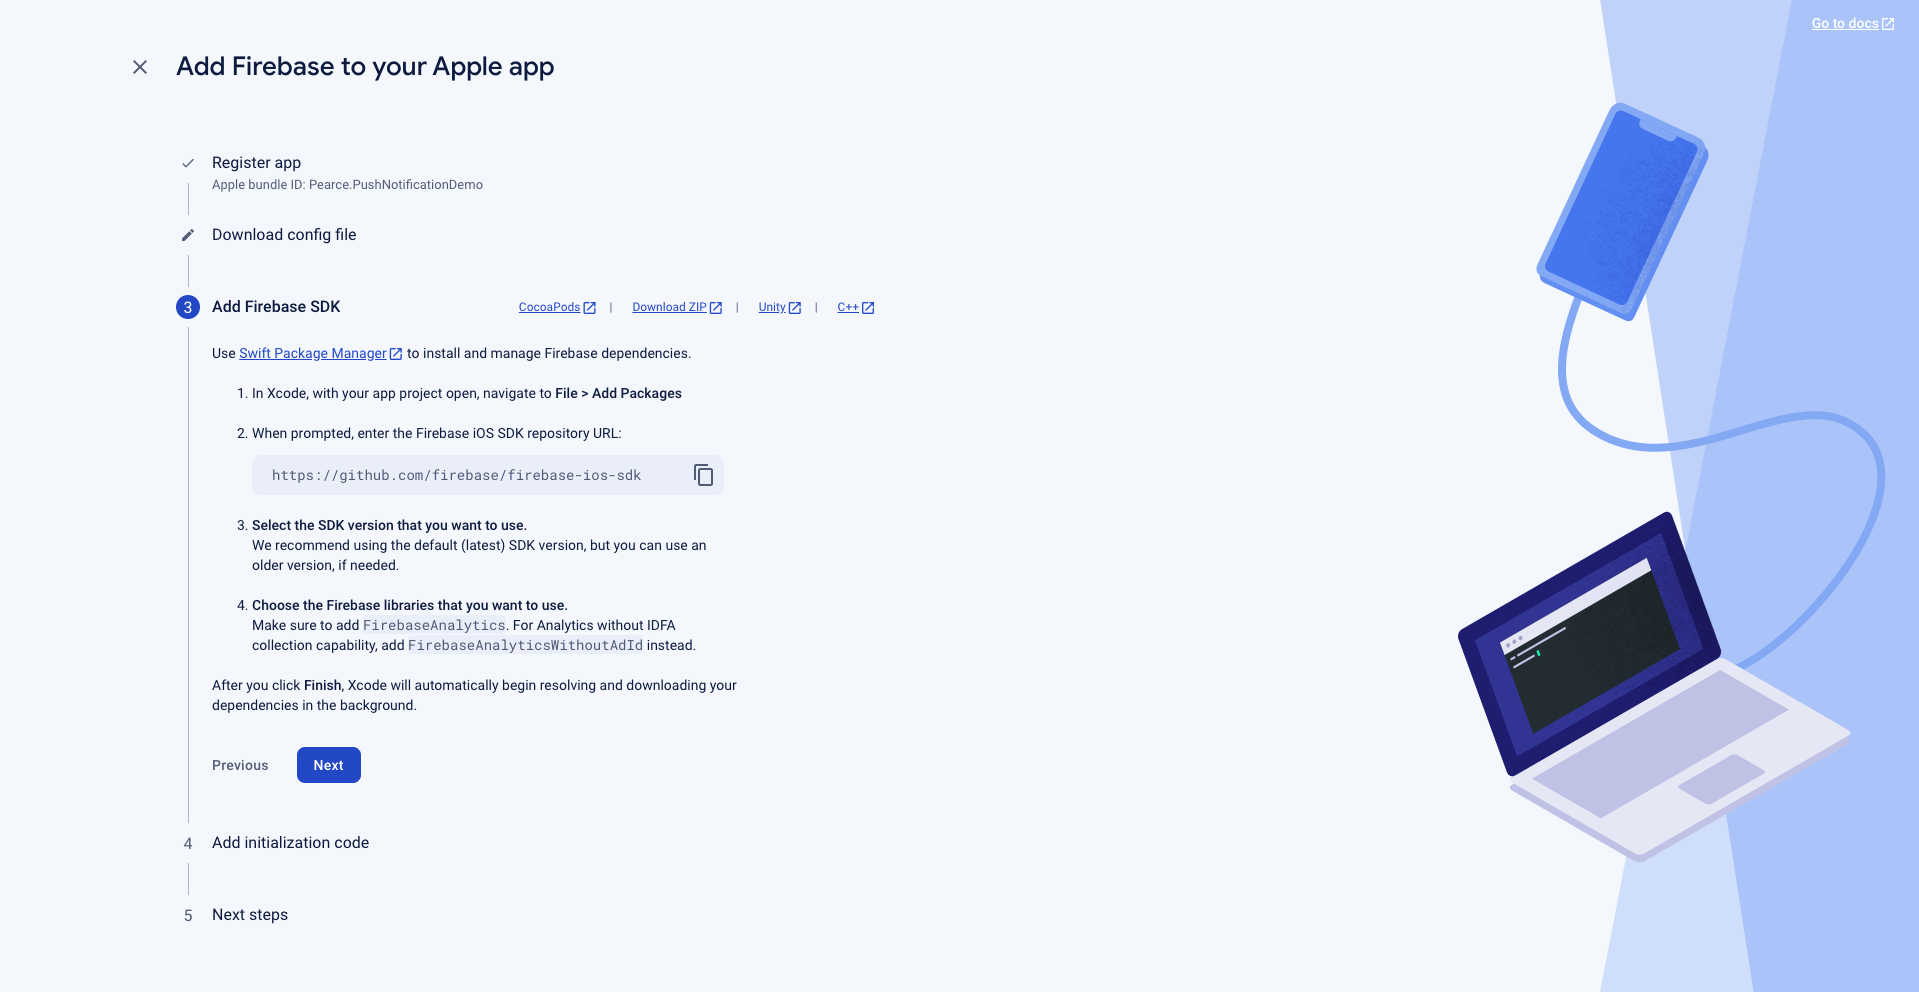 Go to docs
Add Firebase to your Apple app
Register app
Apple bundle ID: Pearce.PushNotificationDemo
Download config file
3 Add Firebase SDK CocoaPods | Download ZIP | Unity | C++
Use Swift Package Manager to install and manage Firebase dependencies.
1. In Xcode, with your app project open, navigate to File > Add Packages
2. When prompted, enter the Firebase iOS SDK repository URL:
https://github.com/firebase/firebase-ios-sdk
3. Select the SDK version that you want to use.
We recommend using the default (latest) SDK version, but you can use an
older version, if needed.
4. Choose the Firebase libraries that you want to use.
Make sure to add FirebaseAnalytics. For Analytics without IDFA
collection capability, add FirebaseAnalyticsWithoutAdId instead.
After you click Finish, Xcode will automatically begin resolving and downloading your
dependencies in the background.
Previous Next
4 Add initialization code
5 Next steps